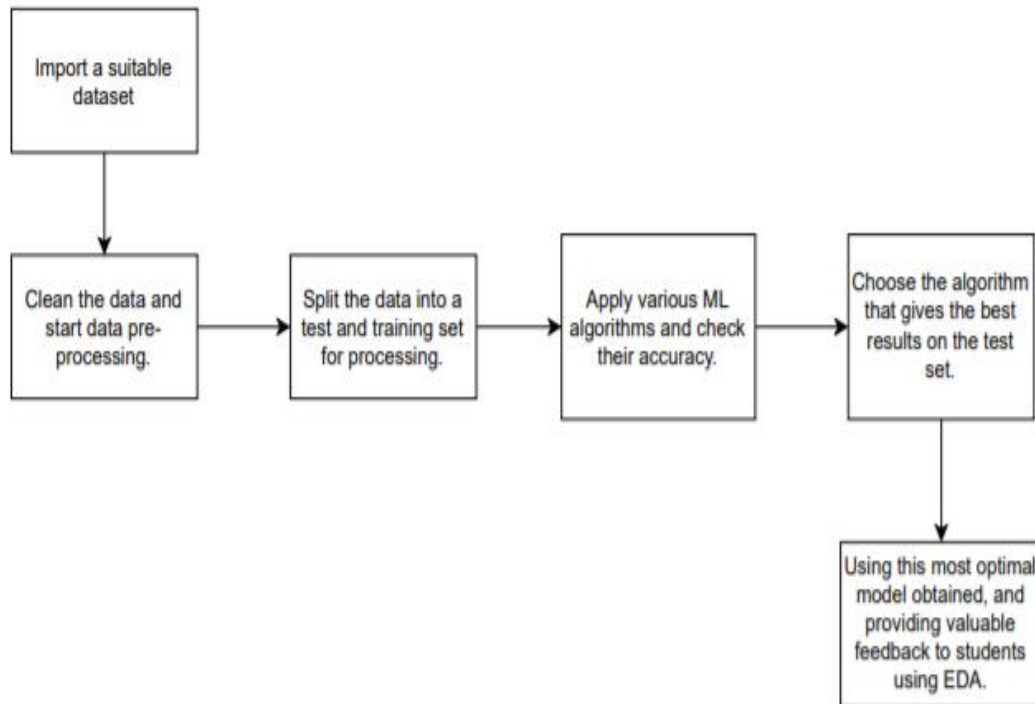 Import a suitable
dataset
Clean the data and
start data pre-
processing.
Split the data into a
test and training set
for processing.
Apply various ML
algorithms and check
their accuracy.
Choose the algorithm
that gives the best
results on the test
set.
Using this most optimal
model obtained, and
providing valuable
feedback to students
using EDA.